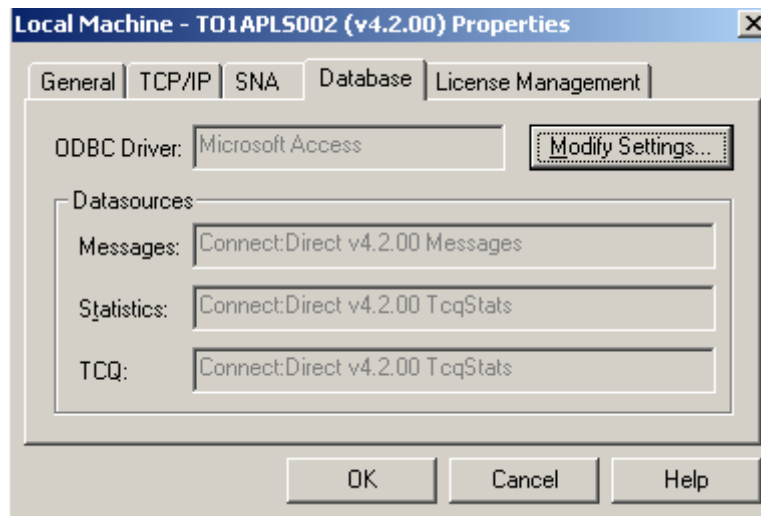 Local Machine - TO1APLS002 (v4.2.00) Properties
General TCP/IP SNA Database License Management
ODBC Driver: Microsoft Access Modify Settings...
Datasources
Messages: Connect:Direct v4.2.00 Messages
Statistics: Connect:Direct v4.2.00 TcqStats
TCQ: Connect:Direct v4.2.00 TcqStats
OK Cancel Help